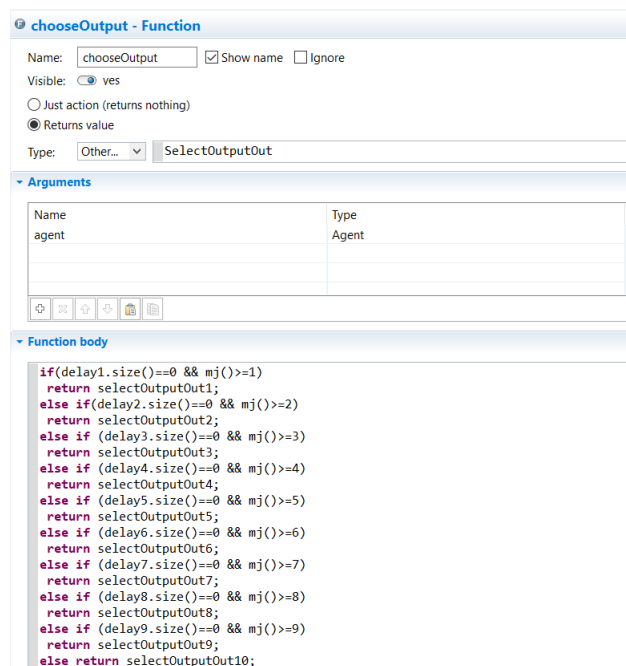 chooseOutput - Function
Name: chooseOutput Show name Ignore
Visible: yes
Just action (returns nothing)
Returns value
Type: Other... SelectOutputOut
Arguments
Name Type
agent Agent
Function body
if(delay1.size()==0 && mj()>=1)
return selectOutputOut1;
else if(delay2.size()==0 && mj()>=2)
return selectOutputOut2;
else if (delay3.size()==0 && mj()>=3)
return selectOutputOut3;
else if (delay4.size()==0 && mj()>=4)
return selectOutputOut4;
else if (delay5.size()==0 && mj()>=5)
return selectOutputOut5;
else if (delay6.size()==0 && mj()>=6)
return selectOutputOut6;
else if (delay7.size()==0 && mj()>=7)
return selectOutputOut7;
else if (delay8.size()==0 && mj()>=8)
return selectOutputOut8;
else if (delay9.size()==0 && mj()>=9)
return selectOutputOut9;
else return selectOutputOut10;